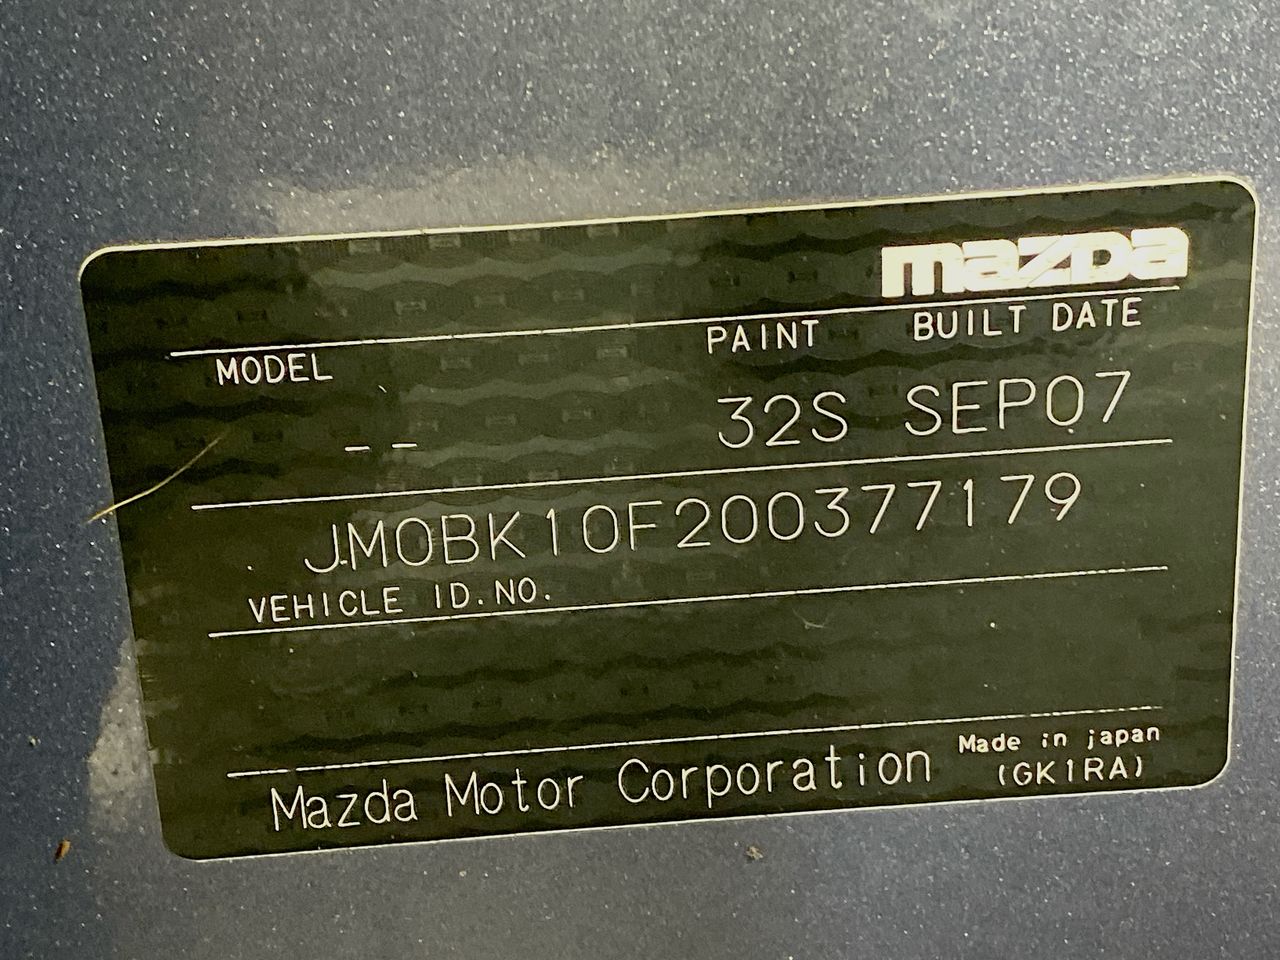 mazda
MODEL PAINT BUILT DATE
-- 32S SEP07
JM0BK10F200377179
VEHICLE ID.NO.
Mazda Motor Corporation Made in japan
(GK1RA)